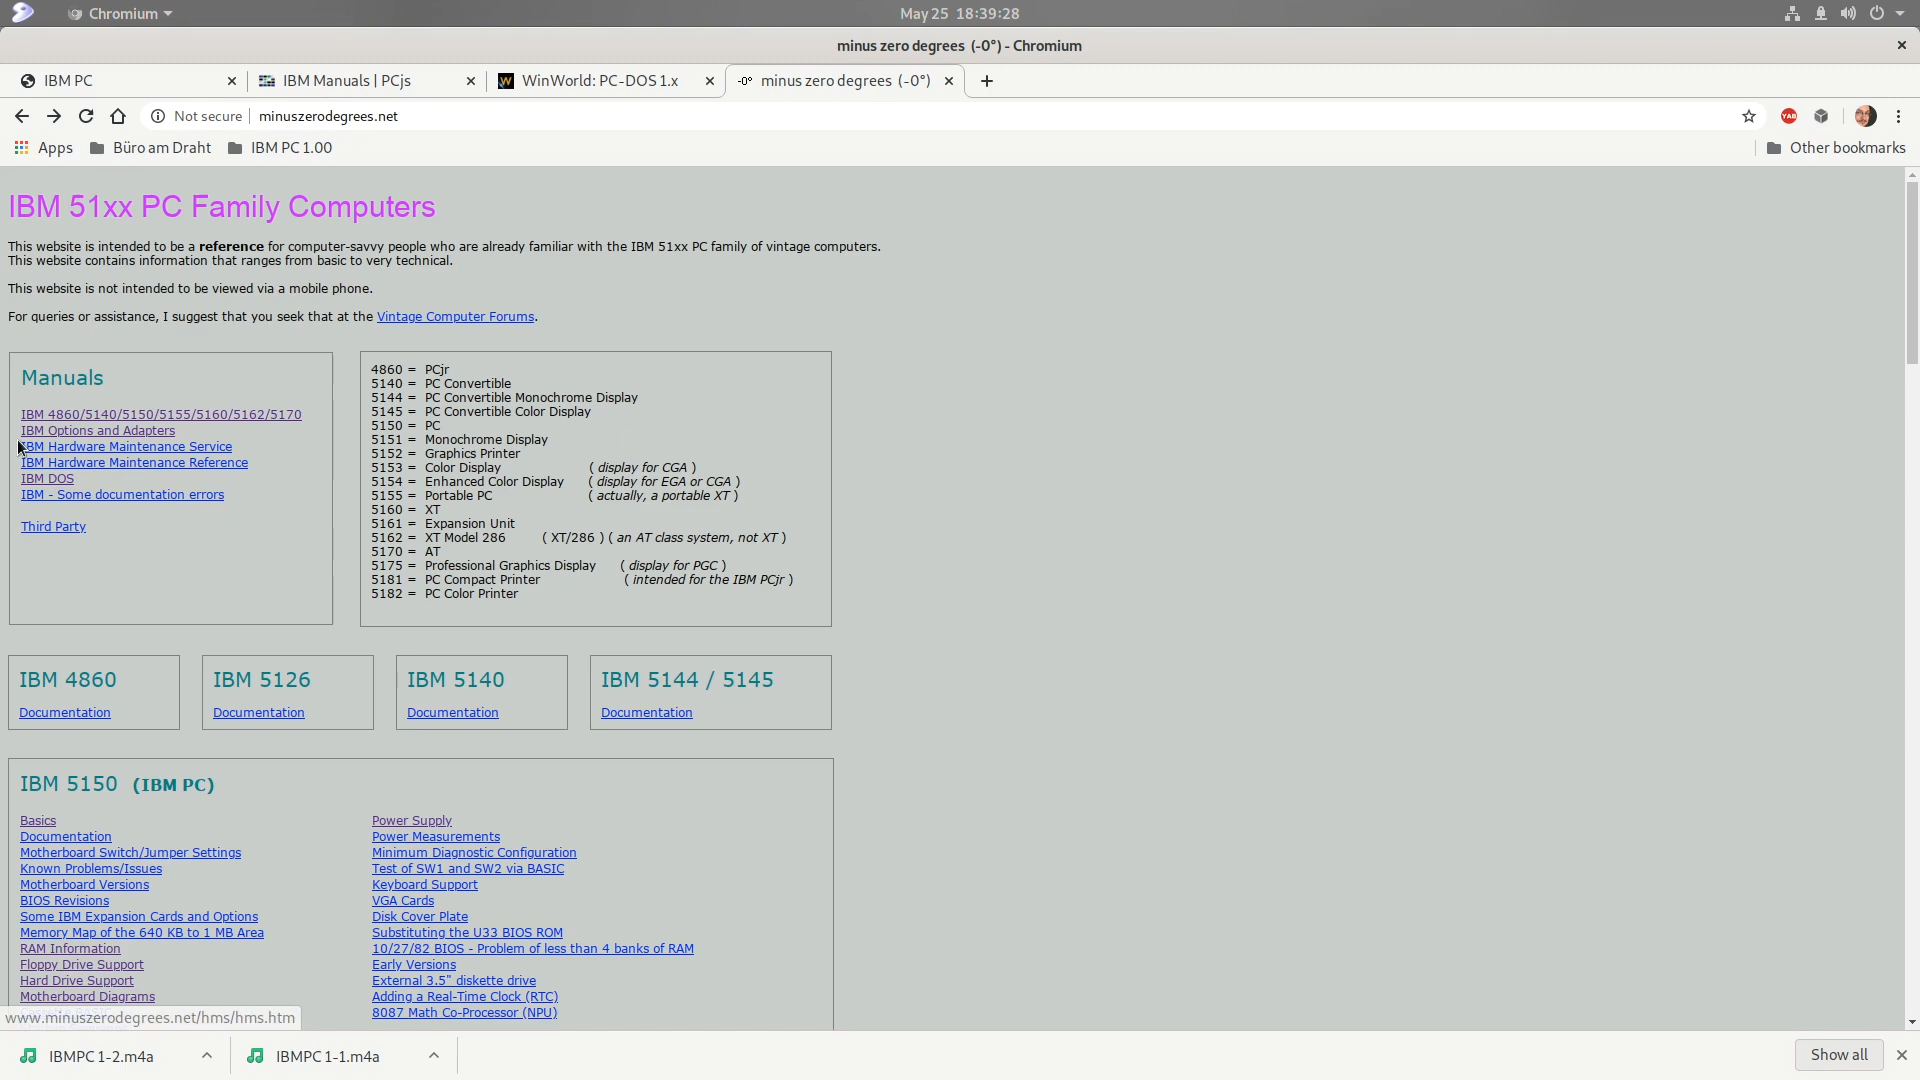 Chromium
May 25 18:39:28
minus zero degrees (-0°) - Chromium
IBM PC
IBM Manuals | PCjs
WinWorld: PC-DOS 1.x
-0° minus zero degrees (-0°)
Not secure
minuszerodegrees.net
YAB
Apps
Büro am Draht
IBM PC 1.00
Other bookmarks
IBM 51xx PC Family Computers
This website is intended to be a reference for computer-savvy people who are already familiar with the IBM 51xx PC family of vintage computers.
This website contains information that ranges from basic to very technical.
This website is not intended to be viewed via a mobile phone.
For queries or assistance, I suggest that you seek that at the Vintage Computer Forums.
Manuals
IBM 4860/5140/5150/5155/5160/5162/5170
IBM Options and Adapters
IBM Hardware Maintenance Service
IBM Hardware Maintenance Reference
IBM DOS
IBM - Some documentation errors
Third Party
4860 = PCjr
5140 = PC Convertible
5144 = PC Convertible Monochrome Display
5145 = PC Convertible Color Display
5150 = PC
5151 = Monochrome Display
5152 = Graphics Printer
5153 = Color Display ( display for CGA )
5154 = Enhanced Color Display ( display for EGA or CGA )
5155 = Portable PC ( actually, a portable XT )
5160 = XT
5161 = Expansion Unit
5162 = XT Model 286 ( XT/286 ) ( an AT class system, not XT )
5170 = AT
5175 = Professional Graphics Display ( display for PGC )
5181 = PC Compact Printer ( intended for the IBM PCjr )
5182 = PC Color Printer
IBM 4860
Documentation
IBM 5126
Documentation
IBM 5140
Documentation
IBM 5144 / 5145
Documentation
IBM 5150 (IBM PC)
Basics
Documentation
Motherboard Switch/Jumper Settings
Known Problems/Issues
Motherboard Versions
BIOS Revisions
Some IBM Expansion Cards and Options
Memory Map of the 640 KB to 1 MB Area
RAM Information
Floppy Drive Support
Hard Drive Support
Motherboard Diagrams
Power Supply
Power Measurements
Minimum Diagnostic Configuration
Test of SW1 and SW2 via BASIC
Keyboard Support
VGA Cards
Disk Cover Plate
Substituting the U33 BIOS ROM
10/27/82 BIOS - Problem of less than 4 banks of RAM
Early Versions
External 3.5" diskette drive
Adding a Real-Time Clock (RTC)
8087 Math Co-Processor (NPU)
www.minuszerodegrees.net/hms/hms.htm
IBMPC 1-2.m4a
IBMPC 1-1.m4a
Show all